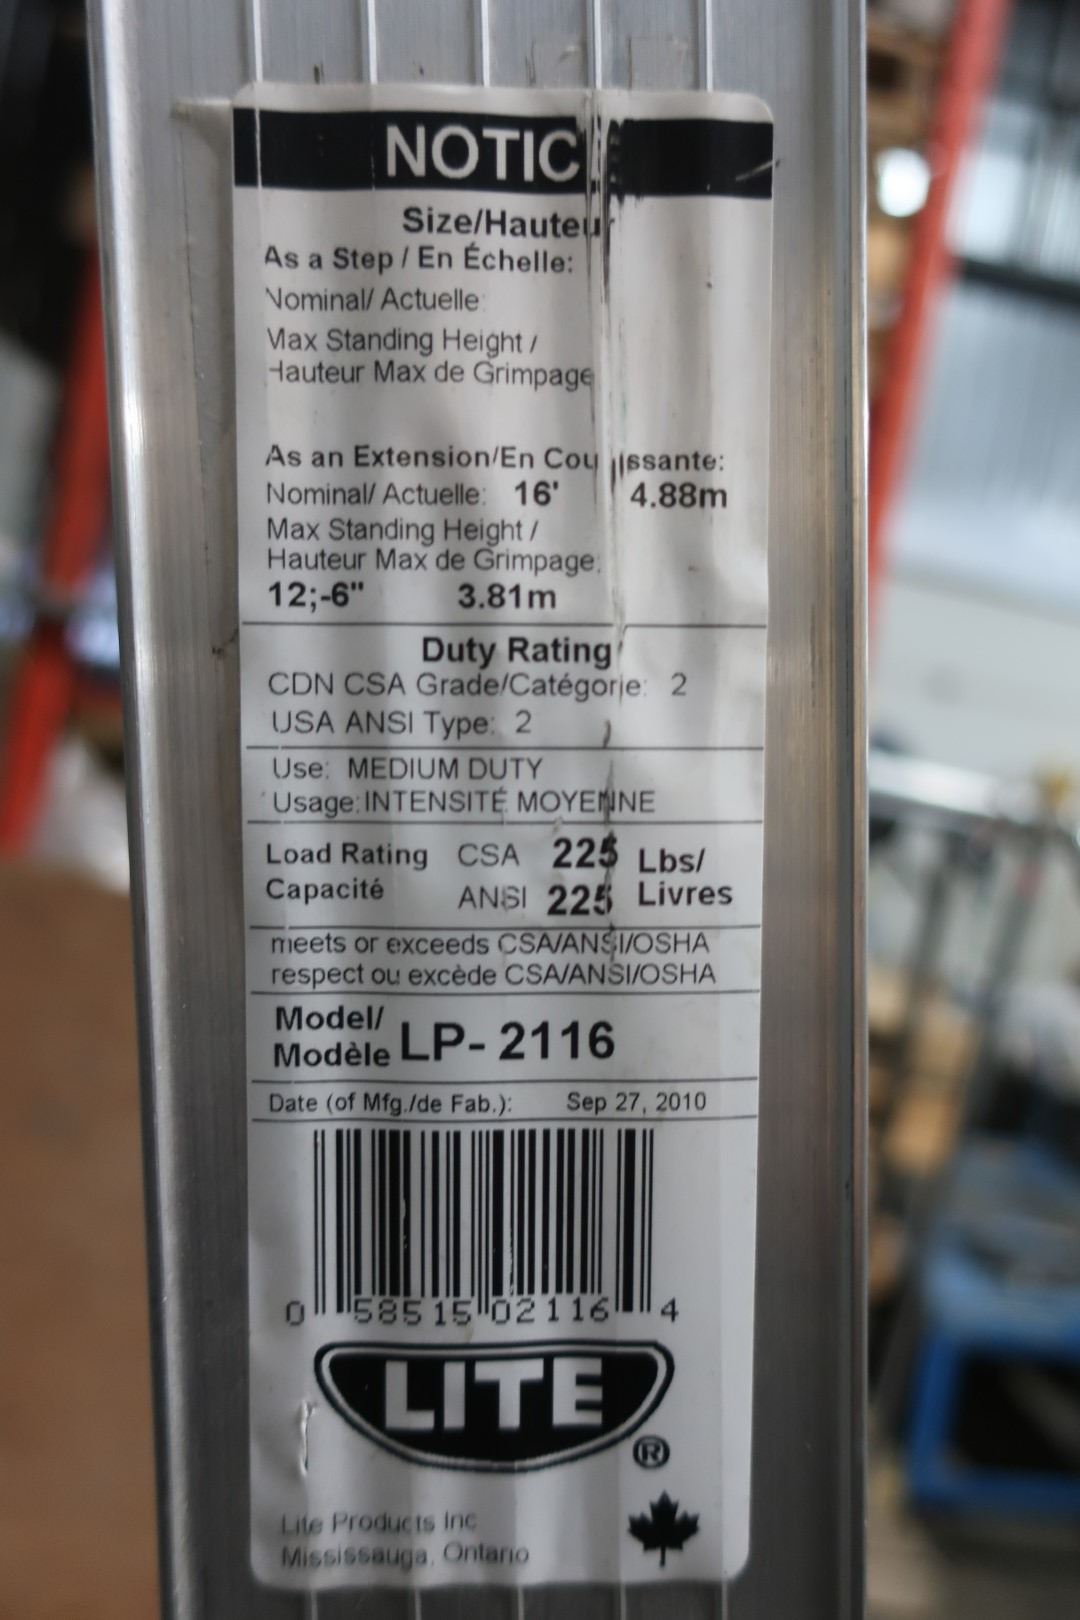 NOTICE
Size/Hauteur
As a Step / En Échelle:
Nominal/ Actuelle:
Max Standing Height /
Hauteur Max de Grimpage
As an Extension/En Coulissante:
Nominal/ Actuelle: 16' 4.88m
Max Standing Height /
Hauteur Max de Grimpage:
12;-6" 3.81m
Duty Rating
CDN CSA Grade/Catégorie: 2
USA ANSI Type: 2
Use: MEDIUM DUTY
Usage: INTENSITÉ MOYENNE
Load Rating CSA 225 Lbs/
Capacité ANSI 225 Livres
meets or exceeds CSA/ANSI/OSHA
respect ou excède CSA/ANSI/OSHA
Model/
Modèle LP- 2116
Date (of Mfg./de Fab.): Sep 27, 2010
0 58515 02116 4
LITE
®
Lite Products Inc
Mississauga, Ontario